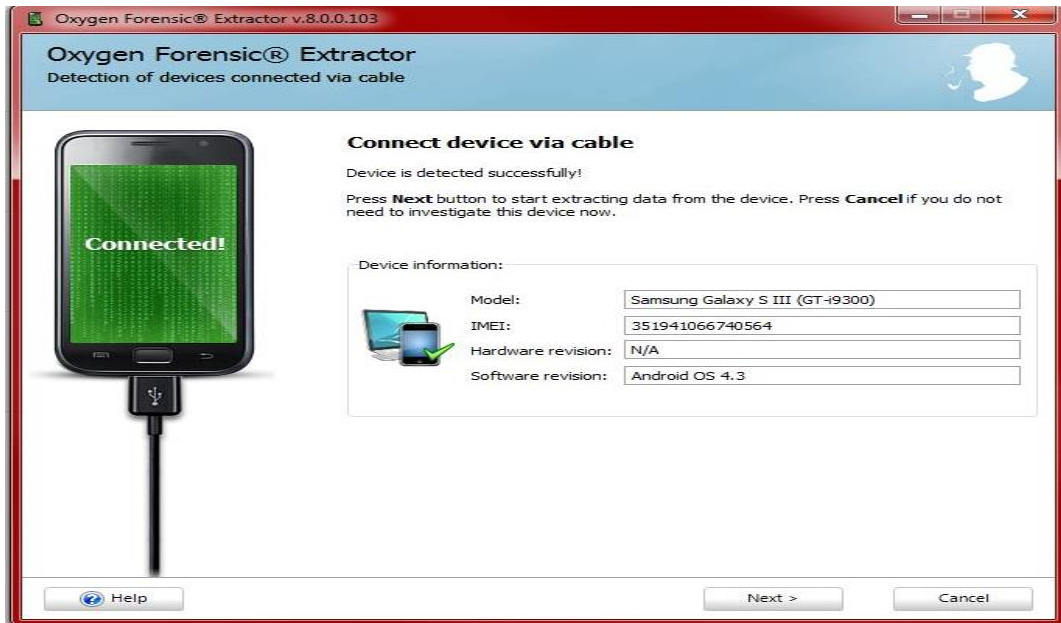 Oxygen Forensic® Extractor v.8.0.0.103
Oxygen Forensic® Extractor
Detection of devices connected via cable
Connected!
Connect device via cable
Device is detected successfully!
Press Next button to start extracting data from the device. Press Cancel if you do not
need to investigate this device now.
Device information:
Model: Samsung Galaxy S III (GT-i9300)
IMEI: 351941066740564
Hardware revision: N/A
Software revision: Android OS 4.3
Help Next > Cancel